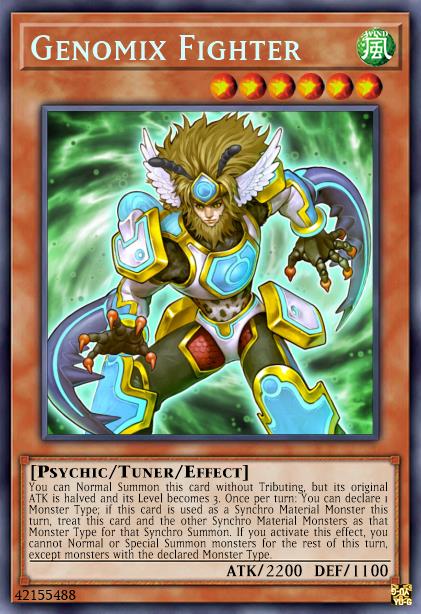 GENOMIX FIGHTER
WIND
風
[PSYCHIC/TUNER/EFFECT]
You can Normal Summon this card without Tributing, but its original
ATK is halved and its Level becomes 3. Once per turn: You can declare 1
Monster Type; if this card is used as a Synchro Material Monster this
turn, treat this card and the other Synchro Material Monsters as that
Monster Type for that Synchro Summon. If you activate this effect, you
cannot Normal or Special Summon monsters for the rest of this turn,
except monsters with the declared Monster Type.
ATK/2200 DEF/1100
42155488